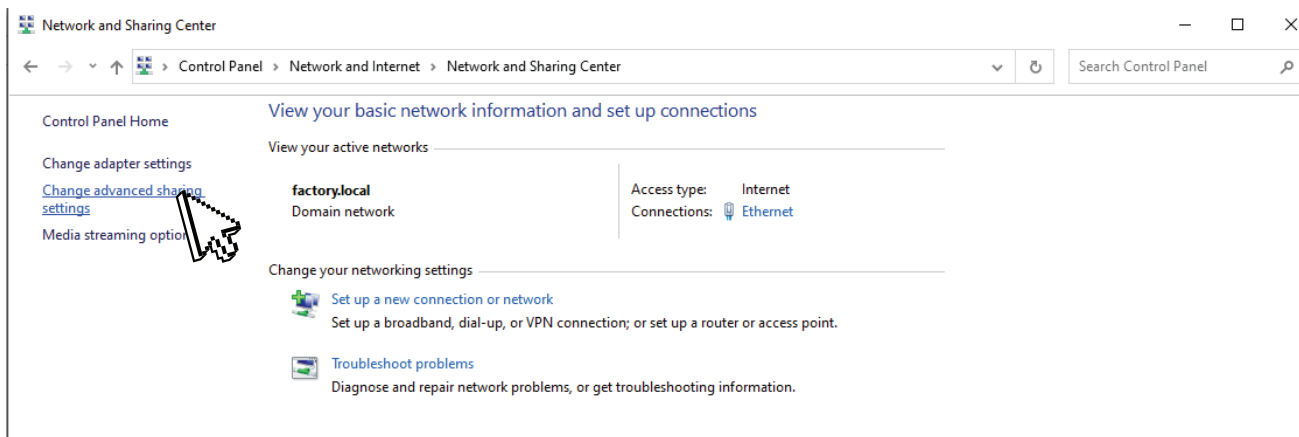 Network and Sharing Center
Control Panel > Network and Internet > Network and Sharing Center
Search Control Panel
Control Panel Home
Change adapter settings
Change advanced sharing
settings
Media streaming option
View your basic network information and set up connections
View your active networks
factory.local
Domain network
Access type: Internet
Connections: Ethernet
Change your networking settings
Set up a new connection or network
Set up a broadband, dial-up, or VPN connection; or set up a router or access point.
Troubleshoot problems
Diagnose and repair network problems, or get troubleshooting information.